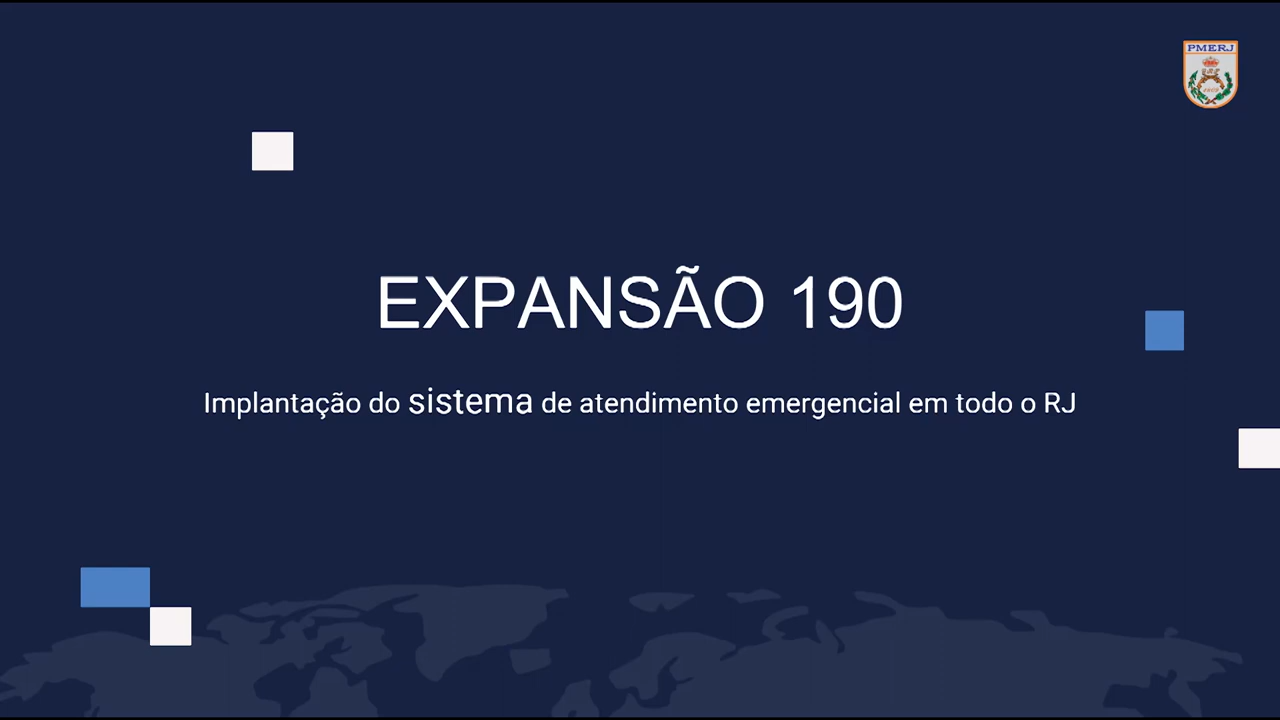 PMERJ
EXPANSÃO 190
Implantação do sistema de atendimento emergencial em todo o RJ